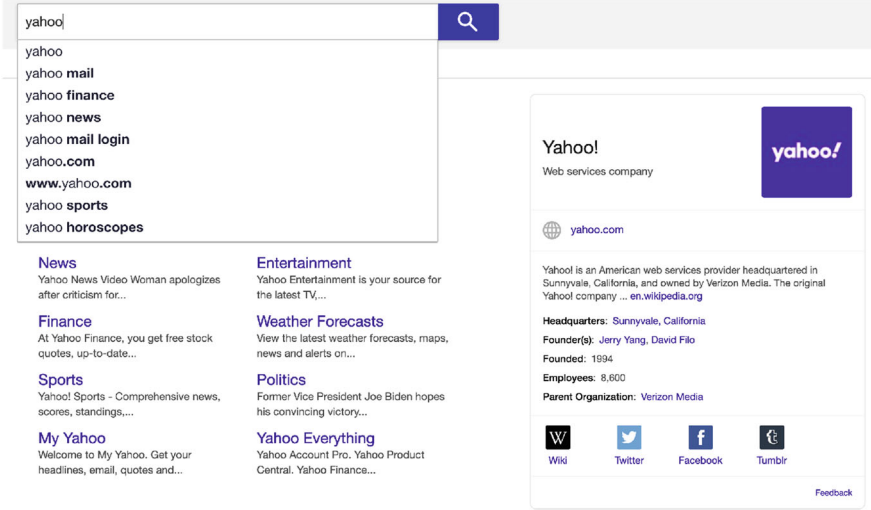 yahoo
yahoo
yahoo mail
yahoo finance
yahoo news
yahoo mail login
yahoo.com
www.yahoo.com
yahoo sports
yahoo horoscopes
News
Yahoo News Video Woman apologizes
after criticism for...
Entertainment
Yahoo Entertainment is your source for
the latest TV,...
Finance
At Yahoo Finance, you get free stock
quotes, up-to-date...
Weather Forecasts
View the latest weather forecasts, maps,
news and alerts on...
Sports
Yahoo! Sports - Comprehensive news,
scores, standings,...
Politics
Former Vice President Joe Biden hopes
his convincing victory...
My Yahoo
Welcome to My Yahoo. Get your
headlines, email, quotes and...
Yahoo Everything
Yahoo Account Pro. Yahoo Product
Central. Yahoo Finance...
Yahoo!
Web services company
yahoo!
yahoo.com
Yahoo! is an American web services provider headquartered in
Sunnyvale, California, and owned by Verizon Media. The original
Yahoo! company ... en.wikipedia.org
Headquarters: Sunnyvale, California
Founder(s): Jerry Yang, David Filo
Founded: 1994
Employees: 8,600
Parent Organization: Verizon Media
W
f
t
Wiki
Twitter
Facebook
Tumblr
Feedback